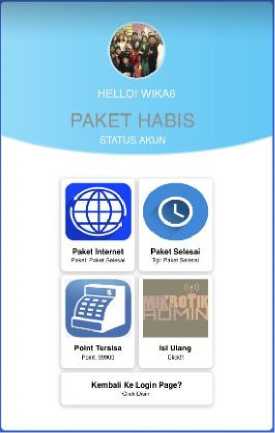 HELLO! WIKA6
PAKET HABIS
STATUS AKUN
Paket Internet
Paket: Paket Selesai
Paket Selesai
Tgl: Paket Selesai
MIKROTIK
ADMIN
Point Tersisa
Point: 99900
Isi Ulang
Click!!
Kembali Ke Login Page?
Click Disini